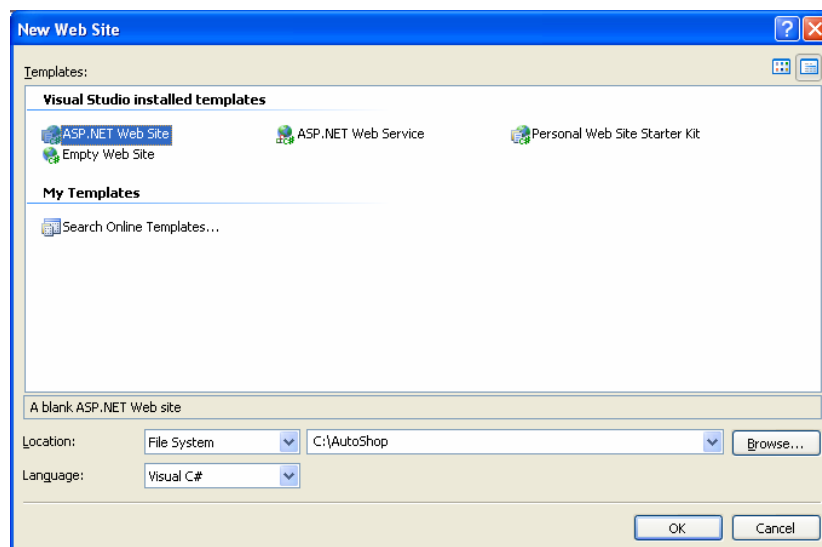 New Web Site
Templates:
Visual Studio installed templates
ASP.NET Web Site ASP.NET Web Service Personal Web Site Starter Kit
Empty Web Site
My Templates
Search Online Templates...
A blank ASP.NET Web site
Location: File System C:\AutoShop Browse...
Language: Visual C#
OK Cancel